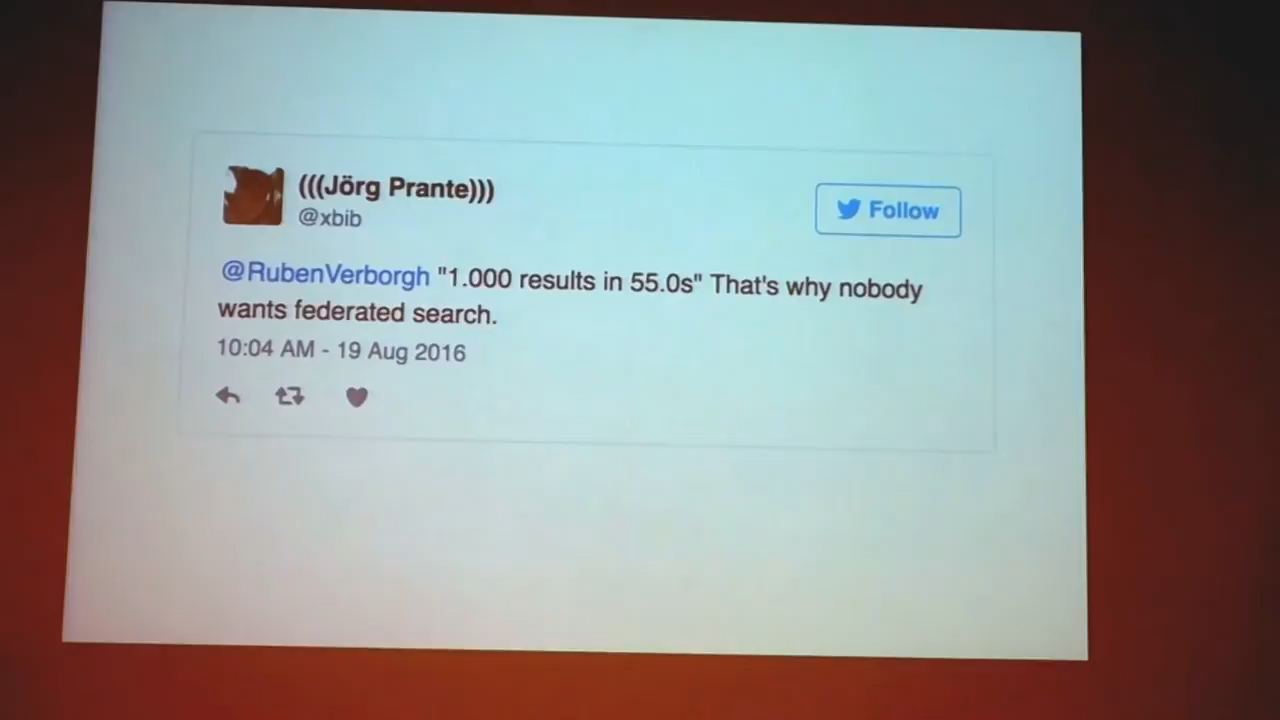 (((Jörg Prante)))
@xbib
Follow
@RubenVerborgh "1.000 results in 55.0s" That's why nobody
wants federated search.
10:04 AM - 19 Aug 2016